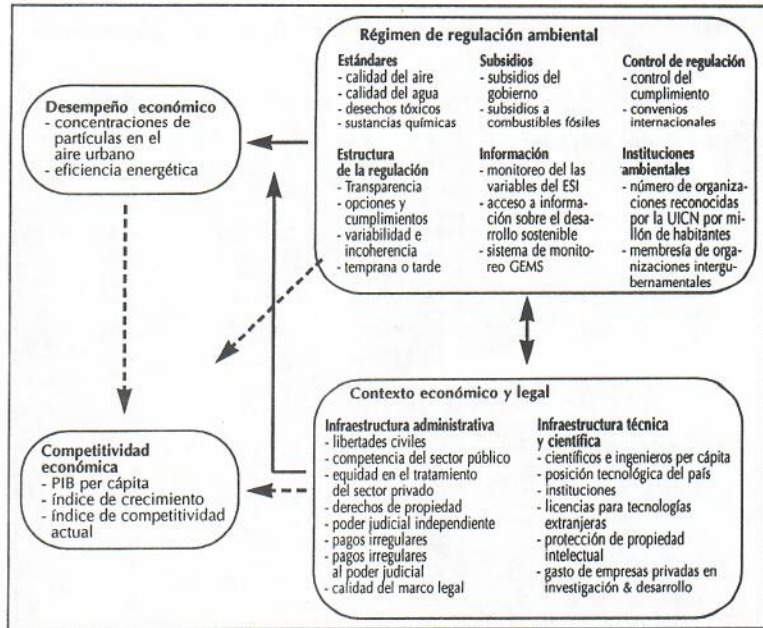 Régimen de regulación ambiental
Estándares
- calidad del aire
- calidad del agua
- desechos tóxicos
- sustancias químicas
Subsidios
- subsidios del
gobierno
- subsidios a
combustibles fósiles
Control de regulación
- control del
cumplimiento
- convenios
internacionales
Estructura
de la regulación
- Transparencia
- opciones y
cumplimientos
- variabilidad e
incoherencia
- temprana o tarde
Información
- monitoreo del las
variables del ESI
- acceso a informa-
ción sobre el desa-
rrollo sostenible
- sistema de monito-
reo GEMS
Instituciones
ambientales
- número de organiza-
ciones reconocidas
por la UICN por mi-
llón de habitantes
- membresía de or-
ganizaciones intergu-
bernamentales
Desempeño económico
- concentraciones de
partículas en el
aire urbano
- eficiencia energética
Competitividad
económica
- PIB per cápita
- índice de crecimiento
- índice de competitividad
actual
Contexto económico y legal
Infraestructura administrativa
- libertades civiles
- competencia del sector público
- equidad en el tratamiento
del sector privado
- derechos de propiedad
- poder judicial independiente
- pagos irregulares
- pagos irregulares
al poder judicial
- calidad del marco legal
Infraestructura técnica
y científica
- científicos e ingenieros per cápita
- posición tecnológica del país
- instituciones
- licencias para tecnologías
extranjeras
- protección de propiedad
intelectual
- gasto de empresas privadas en
investigación & desarrollo